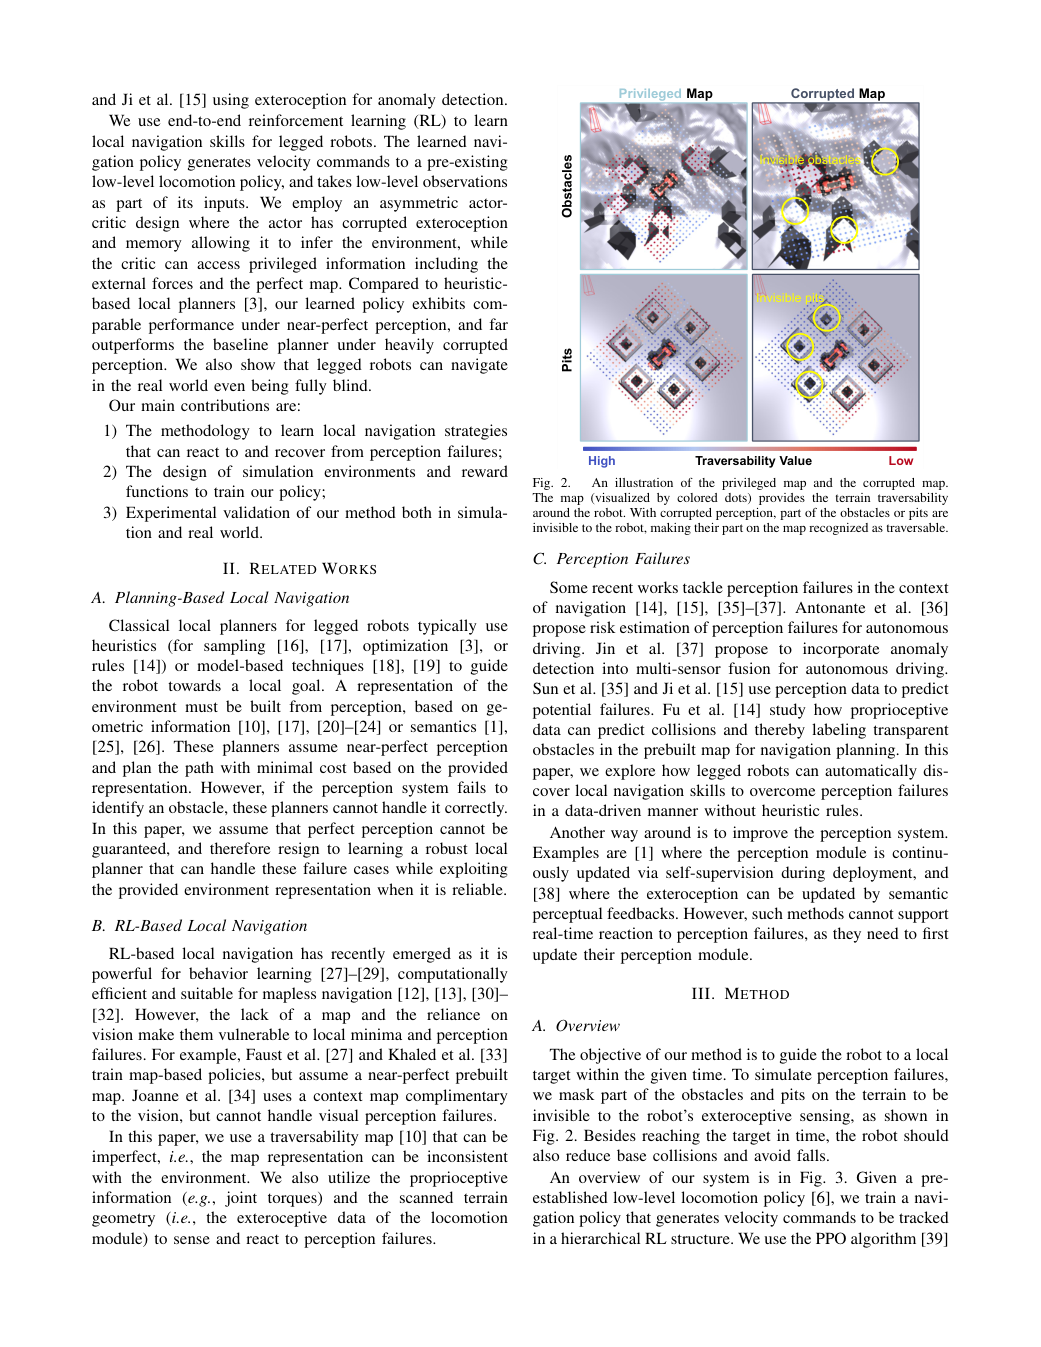 and Ji et al. [15] using exteroception for anomaly detection.
We use end-to-end reinforcement learning (RL) to learn
local navigation skills for legged robots. The learned navi-
gation policy generates velocity commands to a pre-existing
low-level locomotion policy, and takes low-level observations
as part of its inputs. We employ an asymmetric actor-
critic design where the actor has corrupted exteroception
and memory allowing it to infer the environment, while
the critic can access privileged information including the
external forces and the perfect map. Compared to heuristic-
based local planners [3], our learned policy exhibits com-
parable performance under near-perfect perception, and far
outperforms the baseline planner under heavily corrupted
perception. We also show that legged robots can navigate
in the real world even being fully blind.
Our main contributions are:
1) The methodology to learn local navigation strategies
that can react to and recover from perception failures;
2) The design of simulation environments and reward
functions to train our policy;
3) Experimental validation of our method both in simula-
tion and real world.
II. RELATED WORKS
A. Planning-Based Local Navigation
Classical local planners for legged robots typically use
heuristics (for sampling [16], [17], optimization [3], or
rules [14]) or model-based techniques [18], [19] to guide
the robot towards a local goal. A representation of the
environment must be built from perception, based on ge-
ometric information [10], [17], [20]–[24] or semantics [1],
[25], [26]. These planners assume near-perfect perception
and plan the path with minimal cost based on the provided
representation. However, if the perception system fails to
identify an obstacle, these planners cannot handle it correctly.
In this paper, we assume that perfect perception cannot be
guaranteed, and therefore resign to learning a robust local
planner that can handle these failure cases while exploiting
the provided environment representation when it is reliable.
B. RL-Based Local Navigation
RL-based local navigation has recently emerged as it is
powerful for behavior learning [27]–[29], computationally
efficient and suitable for mapless navigation [12], [13], [30]–
[32]. However, the lack of a map and the reliance on
vision make them vulnerable to local minima and perception
failures. For example, Faust et al. [27] and Khaled et al. [33]
train map-based policies, but assume a near-perfect prebuilt
map. Joanne et al. [34] uses a context map complimentary
to the vision, but cannot handle visual perception failures.
In this paper, we use a traversability map [10] that can be
imperfect, i.e., the map representation can be inconsistent
with the environment. We also utilize the proprioceptive
information (e.g., joint torques) and the scanned terrain
geometry (i.e., the exteroceptive data of the locomotion
module) to sense and react to perception failures.
Privileged Map
Corrupted Map
Obstacles
Invisible obstacles
Pits
Invisible pits
High
Traversability Value
Low
Fig. 2. An illustration of the privileged map and the corrupted map.
The map (visualized by colored dots) provides the terrain traversability
around the robot. With corrupted perception, part of the obstacles or pits are
invisible to the robot, making their part on the map recognized as traversable.
C. Perception Failures
Some recent works tackle perception failures in the context
of navigation [14], [15], [35]–[37]. Antonante et al. [36]
propose risk estimation of perception failures for autonomous
driving. Jin et al. [37] propose to incorporate anomaly
detection into multi-sensor fusion for autonomous driving.
Sun et al. [35] and Ji et al. [15] use perception data to predict
potential failures. Fu et al. [14] study how proprioceptive
data can predict collisions and thereby labeling transparent
obstacles in the prebuilt map for navigation planning. In this
paper, we explore how legged robots can automatically dis-
cover local navigation skills to overcome perception failures
in a data-driven manner without heuristic rules.
Another way around is to improve the perception system.
Examples are [1] where the perception module is continu-
ously updated via self-supervision during deployment, and
[38] where the exteroception can be updated by semantic
perceptual feedbacks. However, such methods cannot support
real-time reaction to perception failures, as they need to first
update their perception module.
III. METHOD
A. Overview
The objective of our method is to guide the robot to a local
target within the given time. To simulate perception failures,
we mask part of the obstacles and pits on the terrain to be
invisible to the robot's exteroceptive sensing, as shown in
Fig. 2. Besides reaching the target in time, the robot should
also reduce base collisions and avoid falls.
An overview of our system is in Fig. 3. Given a pre-
established low-level locomotion policy [6], we train a navi-
gation policy that generates velocity commands to be tracked
in a hierarchical RL structure. We use the PPO algorithm [39]